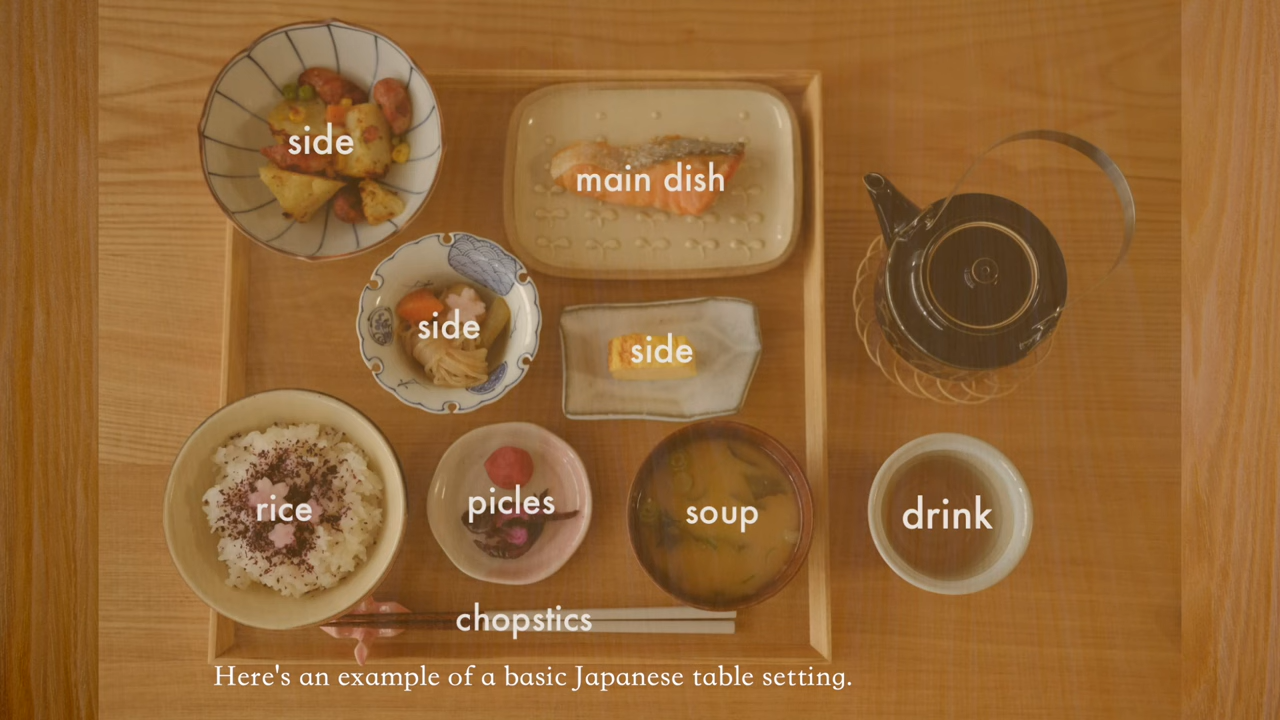 side
main dish
side
side
rice
picles
soup
drink
chopstics
Here's an example of a basic Japanese table setting.